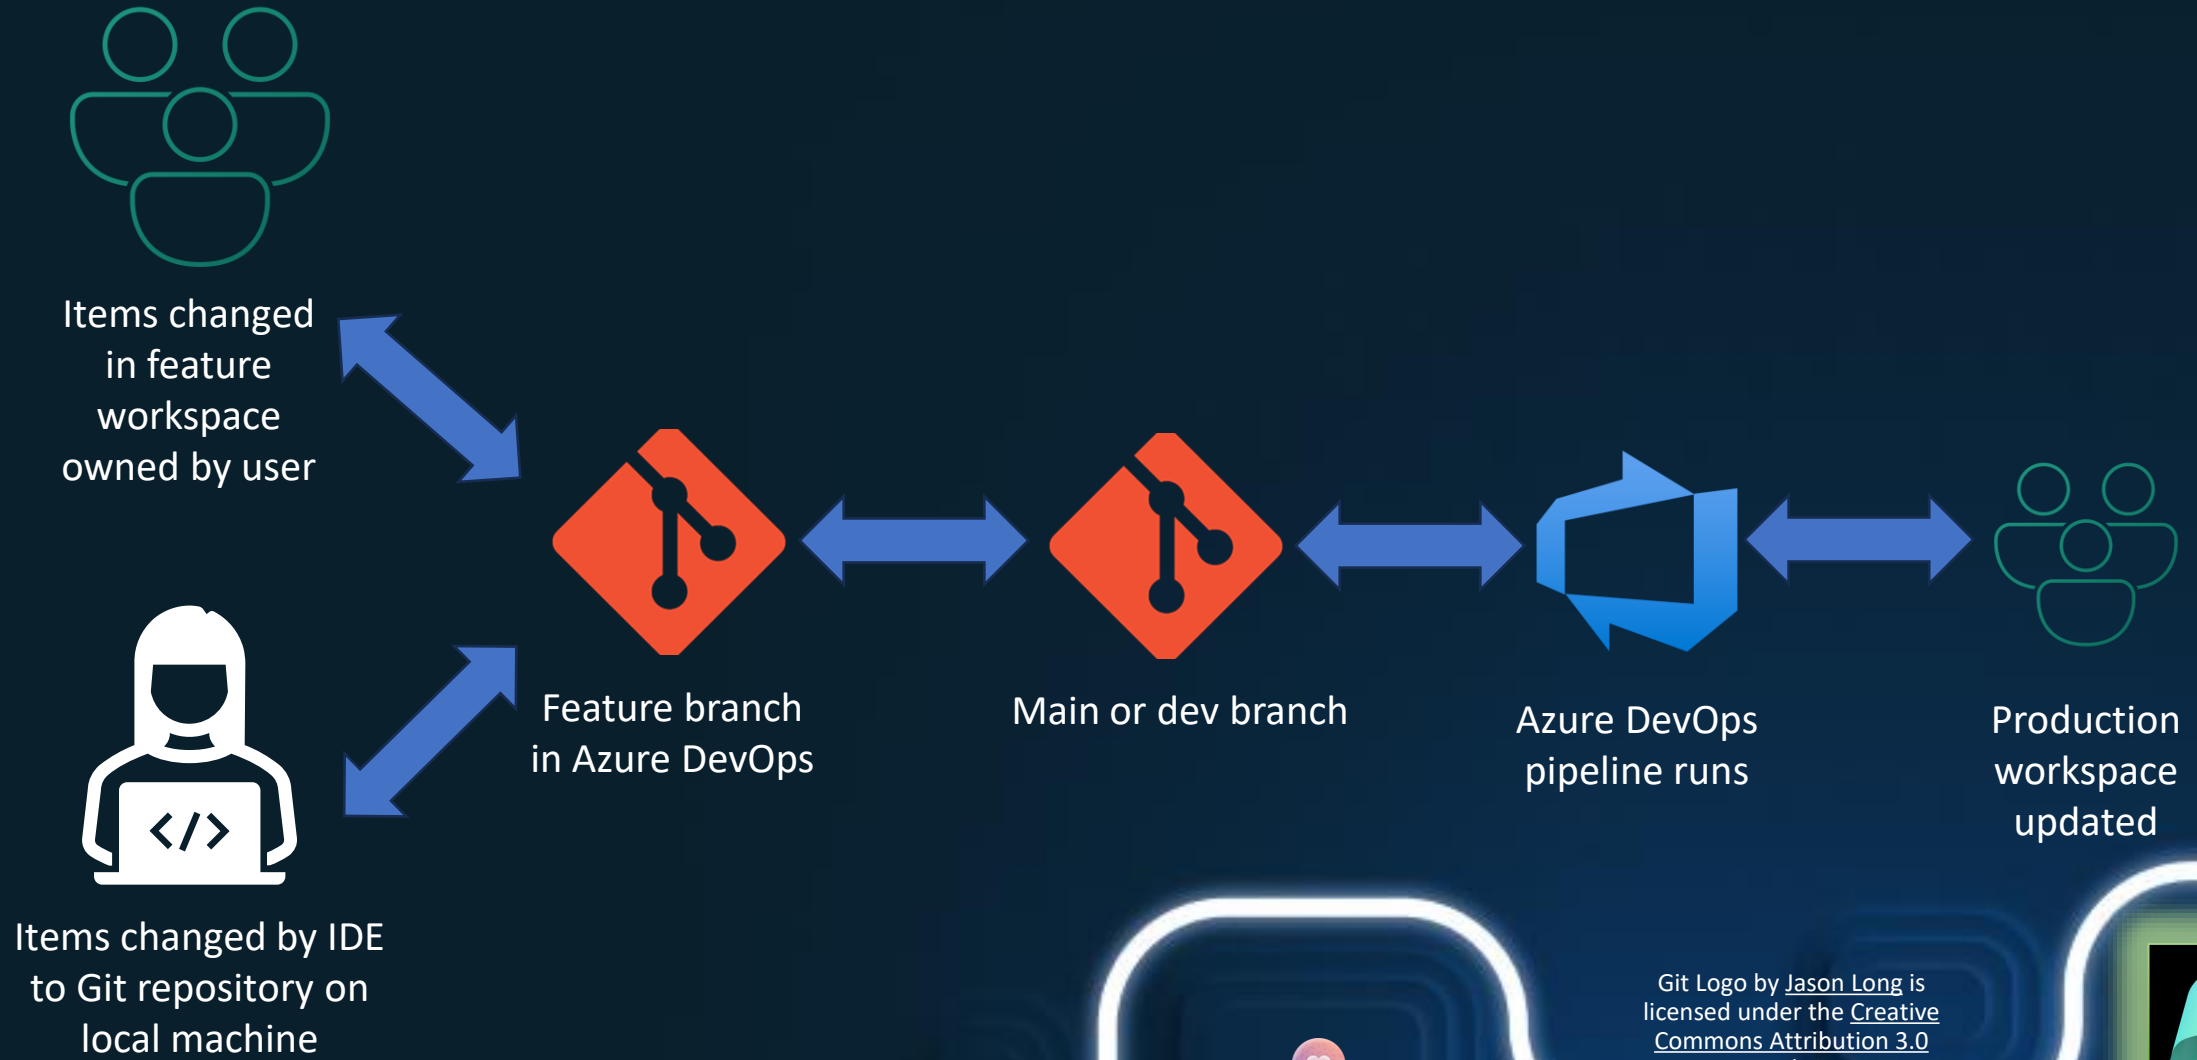 Items changed
in feature
workspace
owned by user
Items changed by IDE
to Git repository on
local machine
Feature branch
in Azure DevOps
Main or dev branch
Azure DevOps
pipeline runs
Production
workspace
updated
</>
Git Logo by Jason Long is
licensed under the Creative
Commons Attribution 3.0